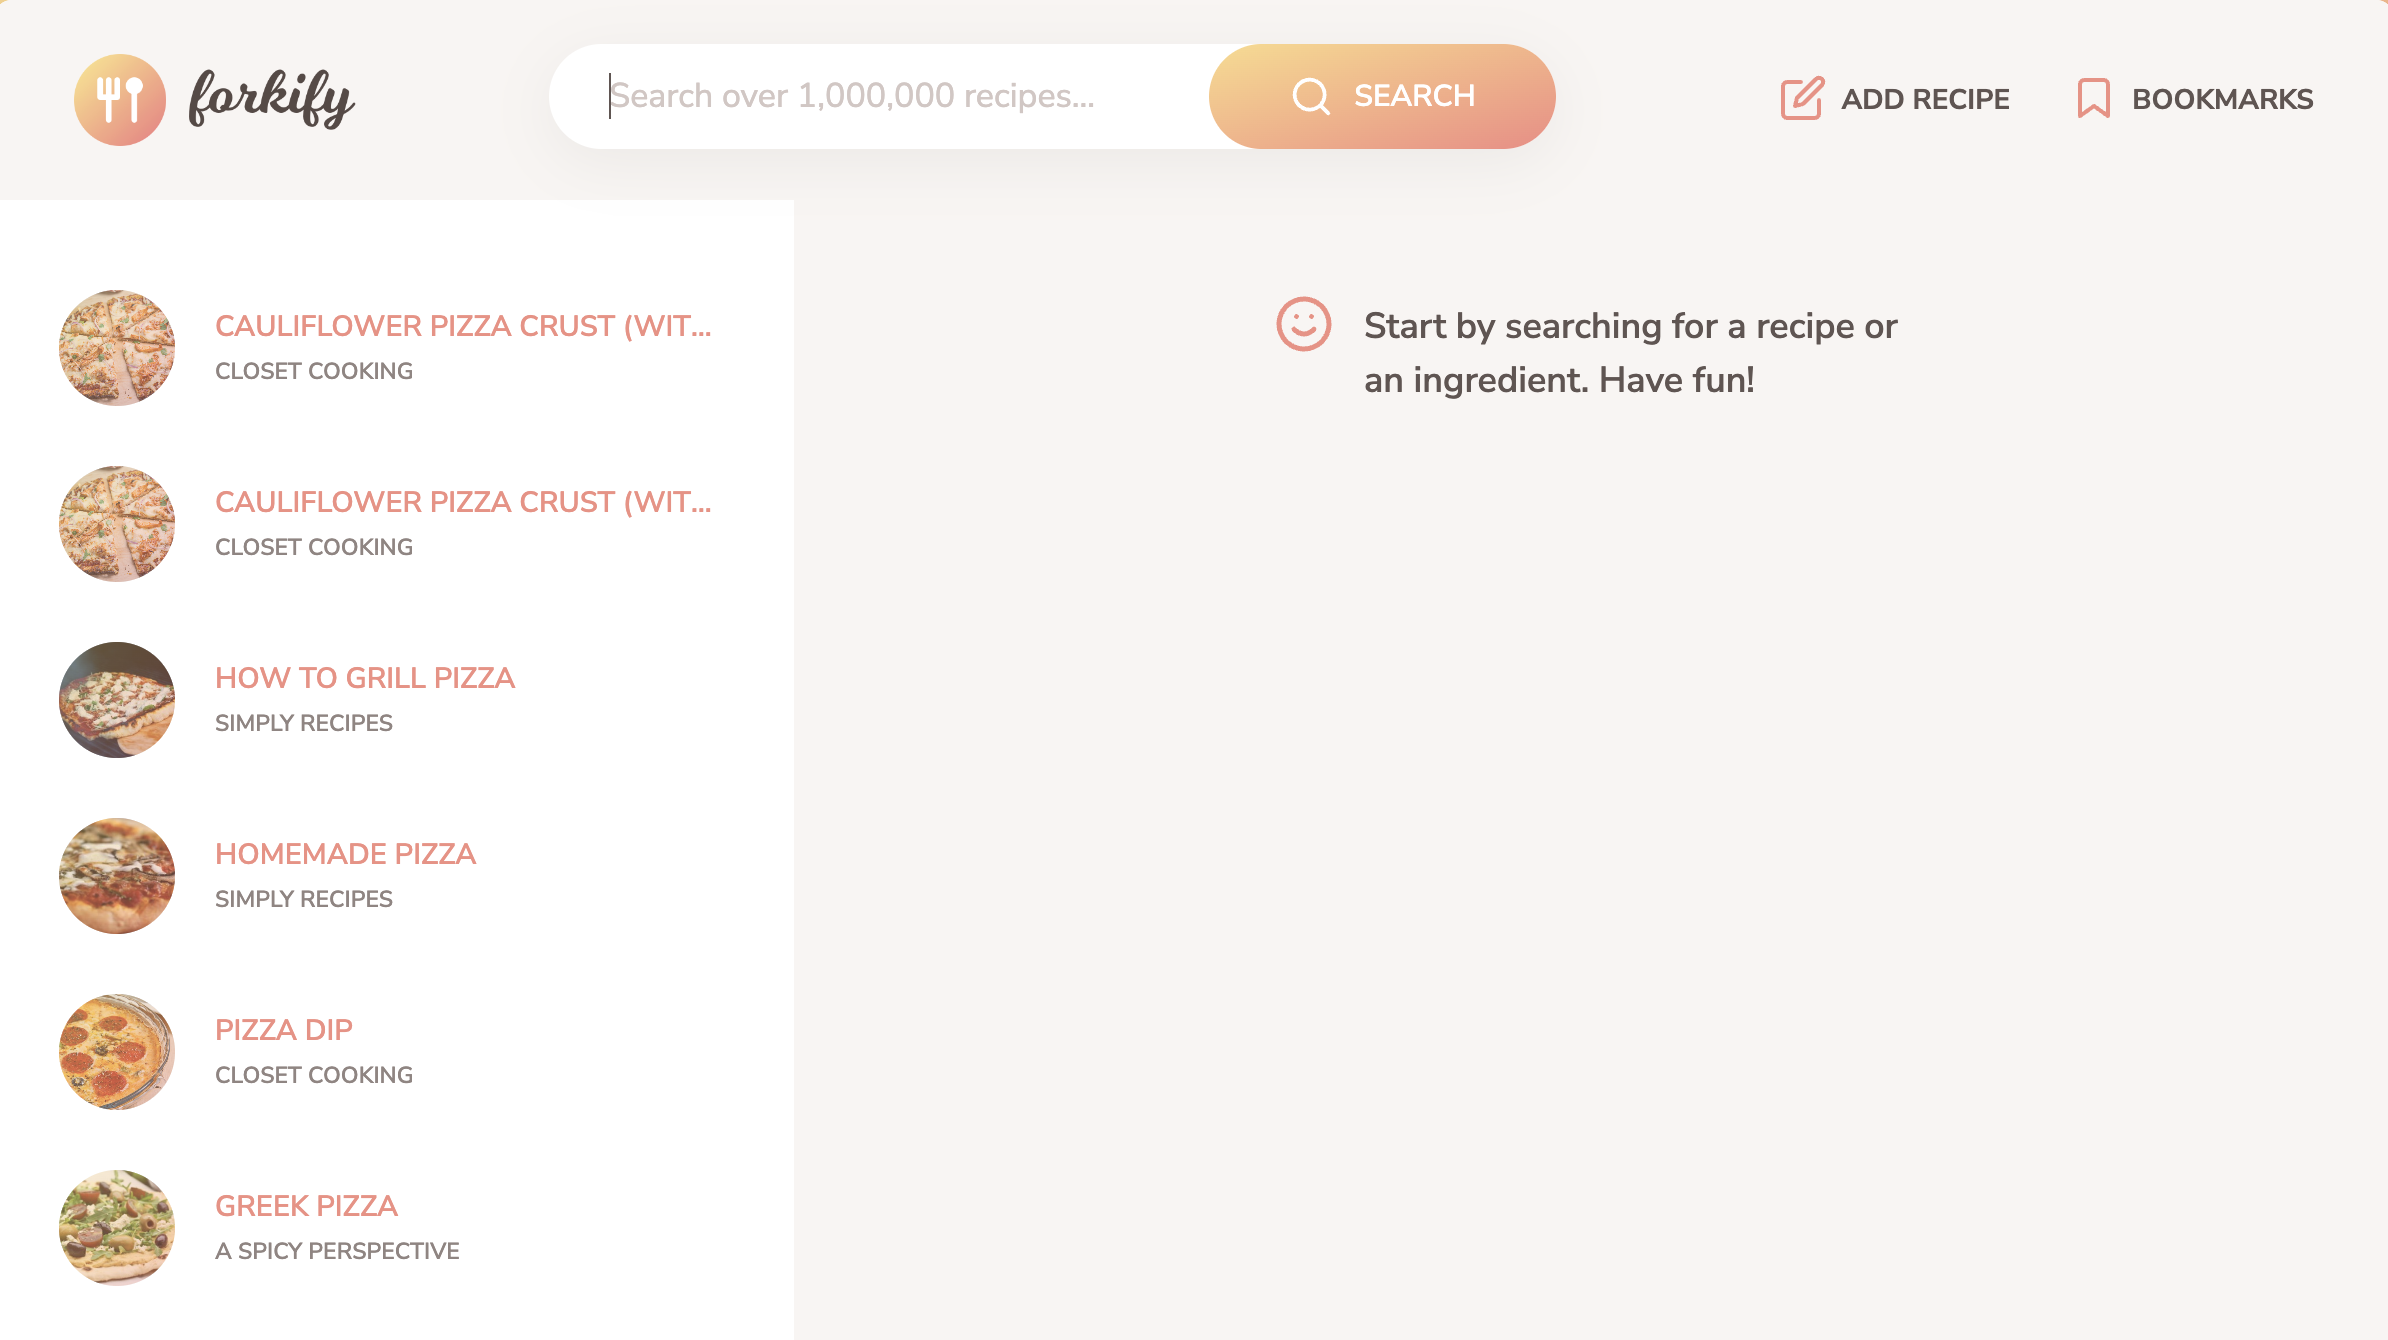 forkify
Search over 1,000,000 recipes...
SEARCH
ADD RECIPE
BOOKMARKS
CAULIFLOWER PIZZA CRUST (WIT...
CLOSET COOKING
CAULIFLOWER PIZZA CRUST (WIT...
CLOSET COOKING
HOW TO GRILL PIZZA
SIMPLY RECIPES
HOMEMADE PIZZA
SIMPLY RECIPES
PIZZA DIP
CLOSET COOKING
GREEK PIZZA
A SPICY PERSPECTIVE
Start by searching for a recipe or
an ingredient. Have fun!